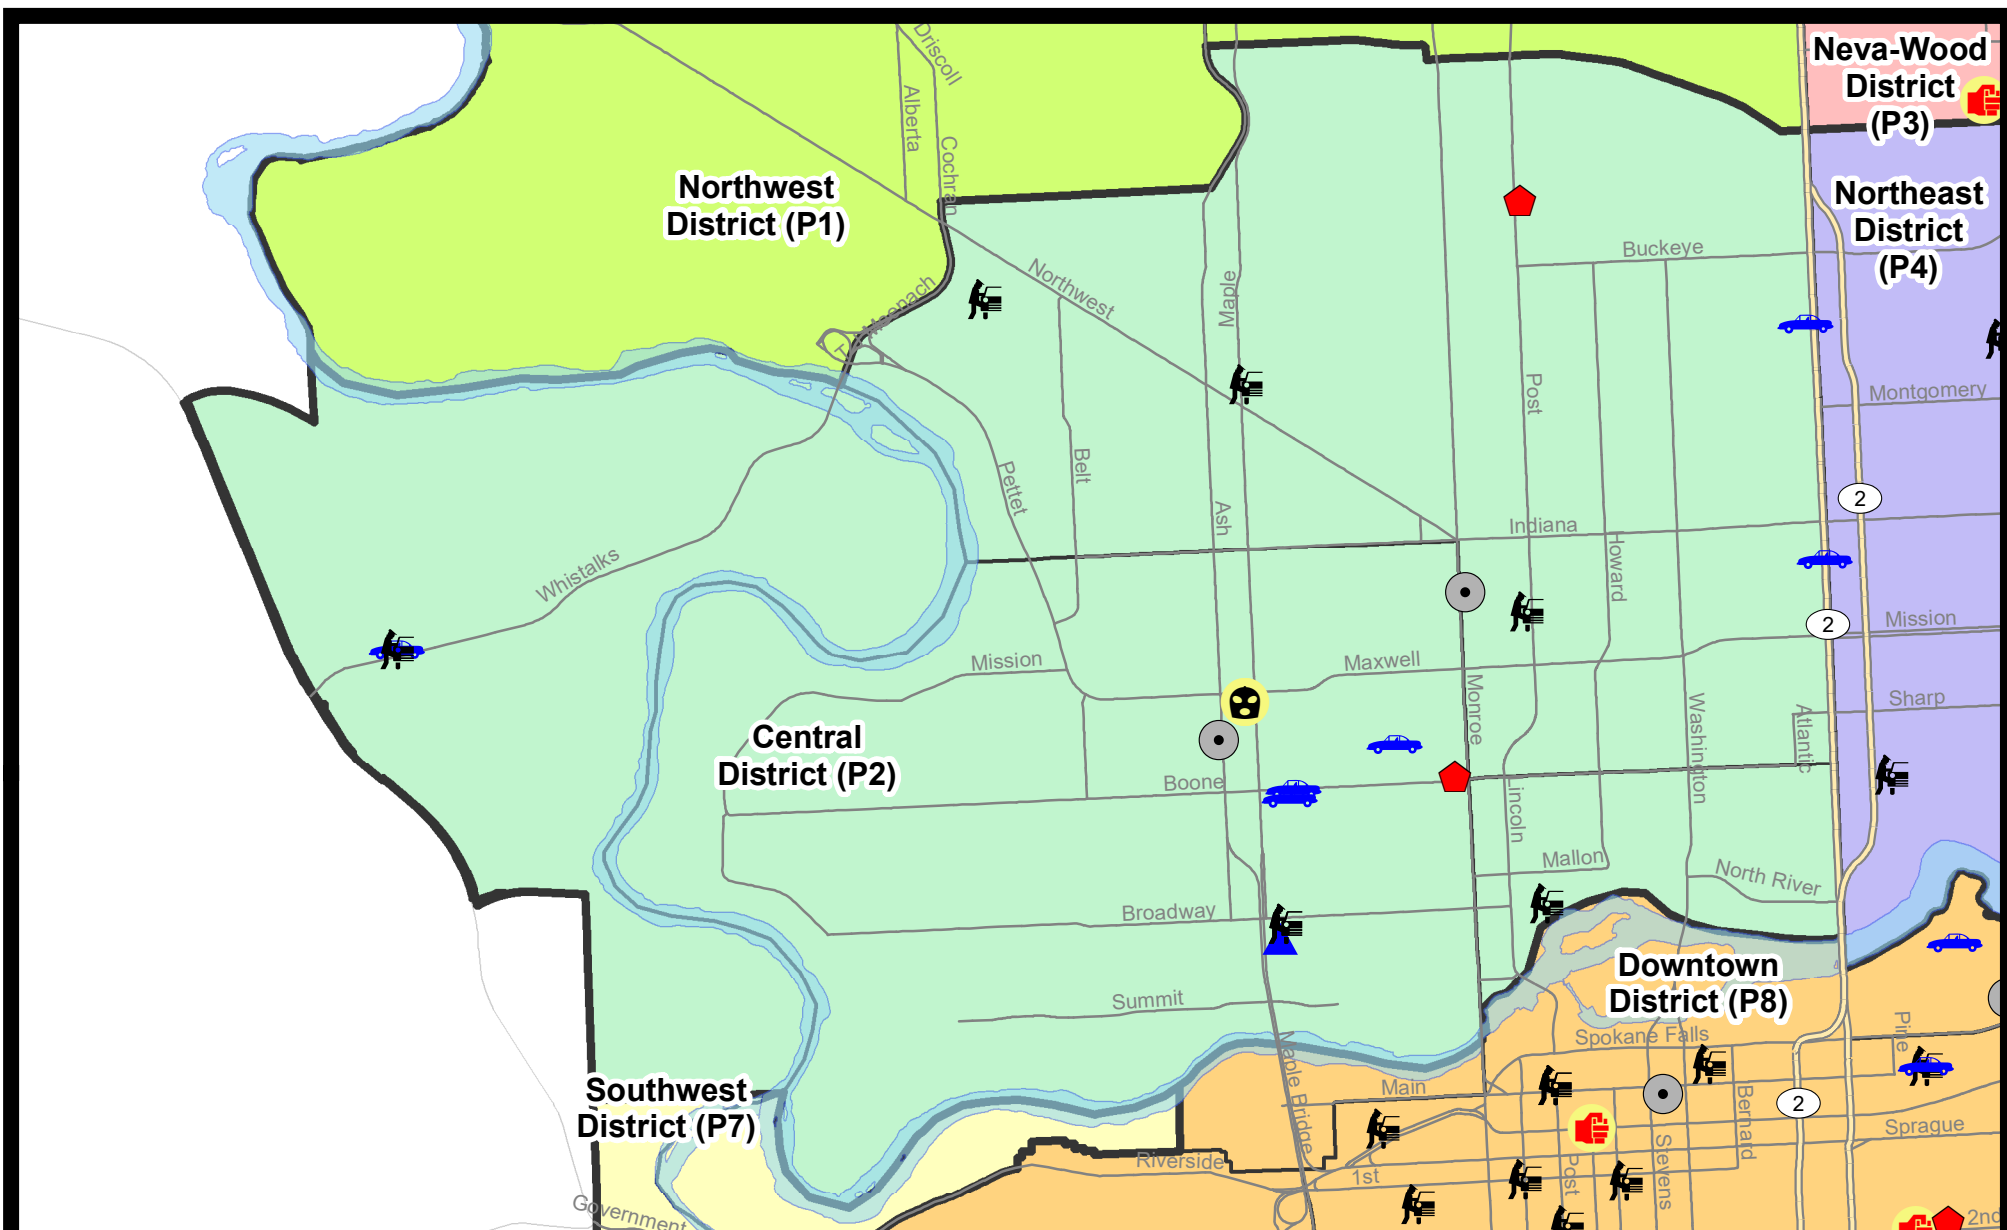 Neva-Wood
District
(P3)
Driscoll
Alberta
Cochran
Northwest
District (P1)
Northeast
District
(P4)
Buckeye
Northwest
Maple
Post
Montgomery
Belt
Pettet
Ash
2
Indiana
Howard
Whistalks
2
Mission
Mission
Maxwell
Monroe
Washington
Atlantic
Sharp
Central
District (P2)
Boone
Lincoln
Mallon
North River
Broadway
Downtown
District (P8)
Summit
Spokane Falls
Pine
Maple Bridge
Main
Bernard
2
Southwest
District (P7)
Sprague
Riverside
1st
Post
Stevens
Government
2nd